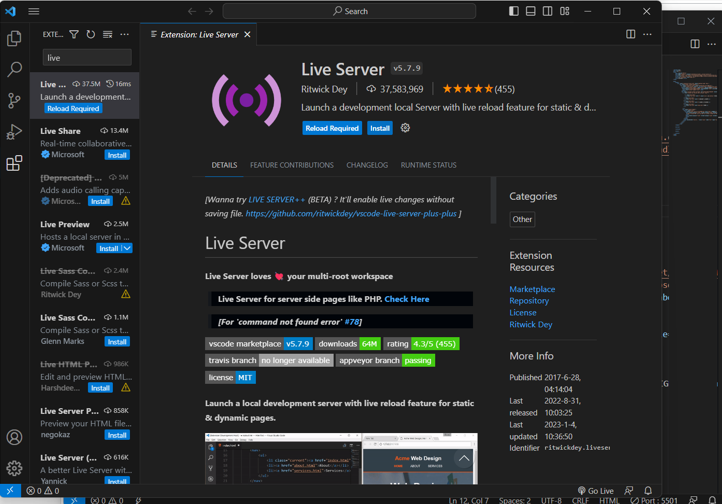 Search
EXTE...
live
Live ... 37.5M 16ms
Launch a development...
Reload Required
Live Share 13.4M
Real-time collaborative...
Microsoft Install
[Deprecated] ... 5M
Adds audio calling cap...
Micros... Install
Live Preview 2.5M
Hosts a local server in ...
Microsoft Install
Live Sass Co... 2.4M
Compile Sass or Scss t...
Ritwick Dey
Live Sass Co... 1.1M
Compile 'Sass or Scss t...
Glenn Marks Install
Live HTML P... 986K
Edit and preview HTML...
Harshdee... Install
Live Server P... 858K
Preview your HTML file...
negokaz Install
Live Server (... 616K
A better Live Server wit...
Yannick Install
Extension: Live Server
Live Server v5.7.9
Ritwick Dey 37,583,969 (455)
Launch a development local Server with live reload feature for static & d...
Reload Required Install
DETAILS FEATURE CONTRIBUTIONS CHANGELOG RUNTIME STATUS
[Wanna try LIVE SERVER++ (BETA) ? It'll enable live changes without
saving file. https://github.com/ritwickdey/vscode-live-server-plus-plus ]
Live Server
Live Server loves your multi-root workspace
Live Server for server side pages like PHP. Check Here
[For 'command not found error' #78]
vscode marketplace v5.7.9 downloads 64M rating 4.3/5 (455)
travis branch no longer available appveyor branch passing
license MIT
Launch a local development server with live reload feature for static
& dynamic pages.
Acme Web Design
Categories
Other
Extension
Resources
Marketplace
Repository
License
Ritwick Dey
More Info
Published 2017-6-28,
04:14:04
Last 2022-8-31,
released 10:03:25
Last 2023-1-4,
updated 10:36:50
Identifier ritwickdey.liveser
0 0 Go Live
0 0 Ln 12, Col 7 Spaces: 2 UTF-8 CRLF HTML Port : 5501